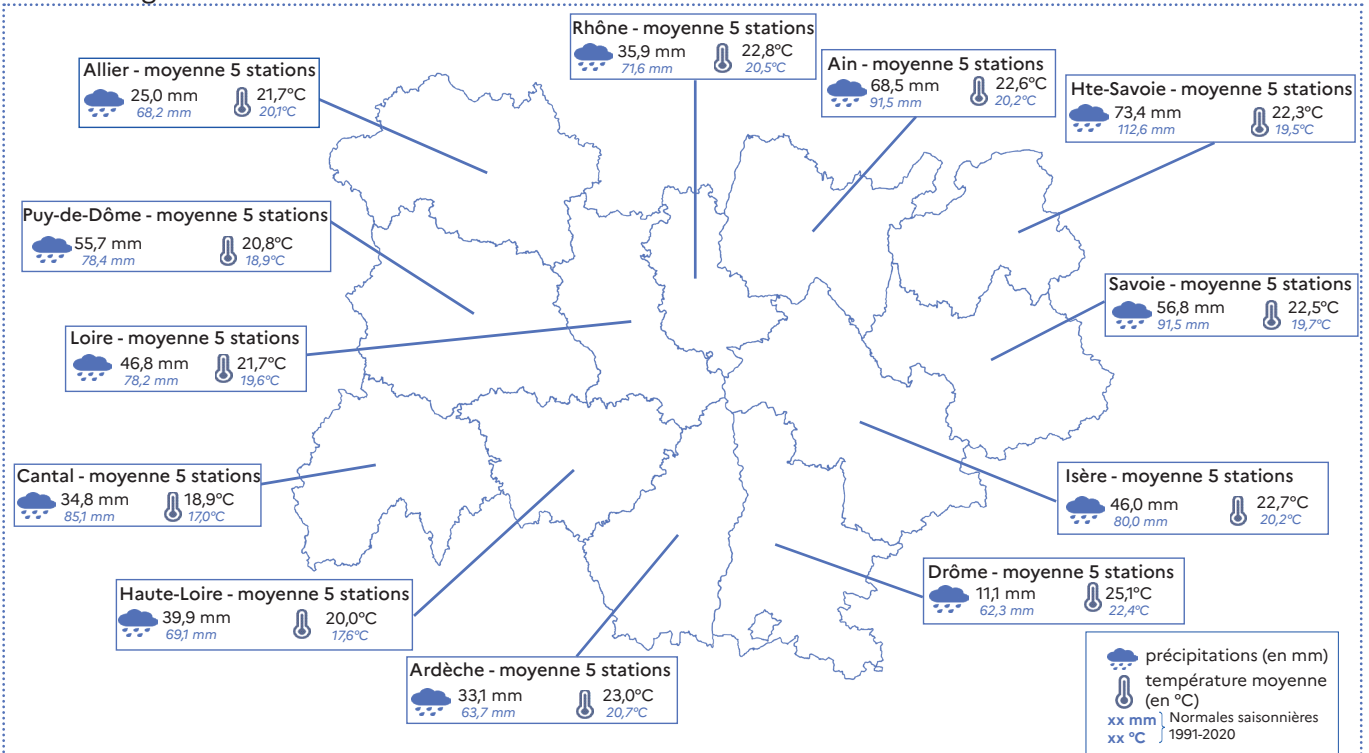 Rhône - moyenne 5 stations
35,9 mm 22,8°C
71,6 mm 20,5°C
Ain - moyenne 5 stations
68,5 mm 22,6°C
91,5 mm 20,2°C
Allier - moyenne 5 stations
25,0 mm 21,7°C
68,2 mm 20,1°C
Hte-Savoie - moyenne 5 stations
73,4 mm 22,3°C
112,6 mm 19,5°C
Puy-de-Dôme - moyenne 5 stations
55,7 mm 20,8°C
78,4 mm 18,9°C
Savoie - moyenne 5 stations
56,8 mm 22,5°C
91,5 mm 19,7°C
Loire - moyenne 5 stations
46,8 mm 21,7°C
78,2 mm 19,6°C
Cantal - moyenne 5 stations
34,8 mm 18,9°C
85,1 mm 17,0°C
Isère - moyenne 5 stations
46,0 mm 22,7°C
80,0 mm 20,2°C
Drôme - moyenne 5 stations
11,1 mm 25,1°C
62,3 mm 22,4°C
Haute-Loire - moyenne 5 stations
39,9 mm 20,0°C
69,1 mm 17,6°C
Ardèche - moyenne 5 stations
33,1 mm 23,0°C
63,7 mm 20,7°C
précipitations (en mm)
température moyenne
(en °C)
xx mm Normales saisonnières
xx °C 1991-2020